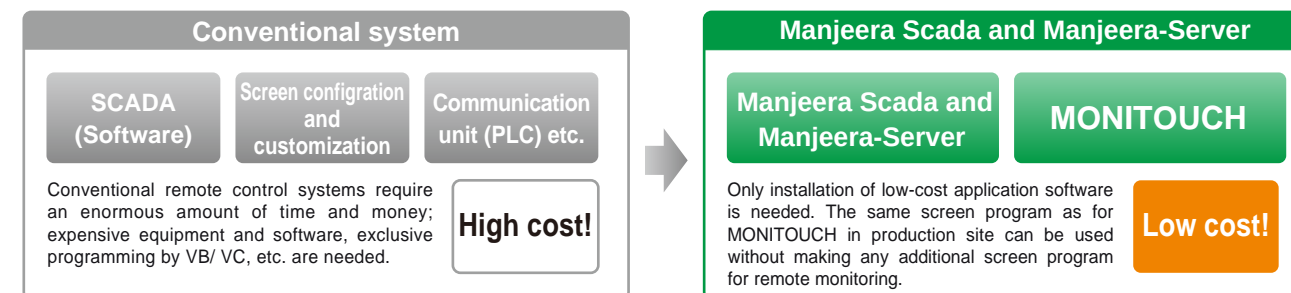 Conventional system
SCADA
(Software)
Screen configration
and
customization
Communication
unit (PLC) etc.
Conventional remote control systems require
an enormous amount of time and money;
expensive equipment and software, exclusive
programming by VB/ VC, etc. are needed.
High cost!
Manjeera Scada and Manjeera-Server
Manjeera Scada and
Manjeera-Server
MONITOUCH
Only installation of low-cost application software
is needed. The same screen program as for
MONITOUCH in production site can be used
without making any additional screen program
for remote monitoring.
Low cost!